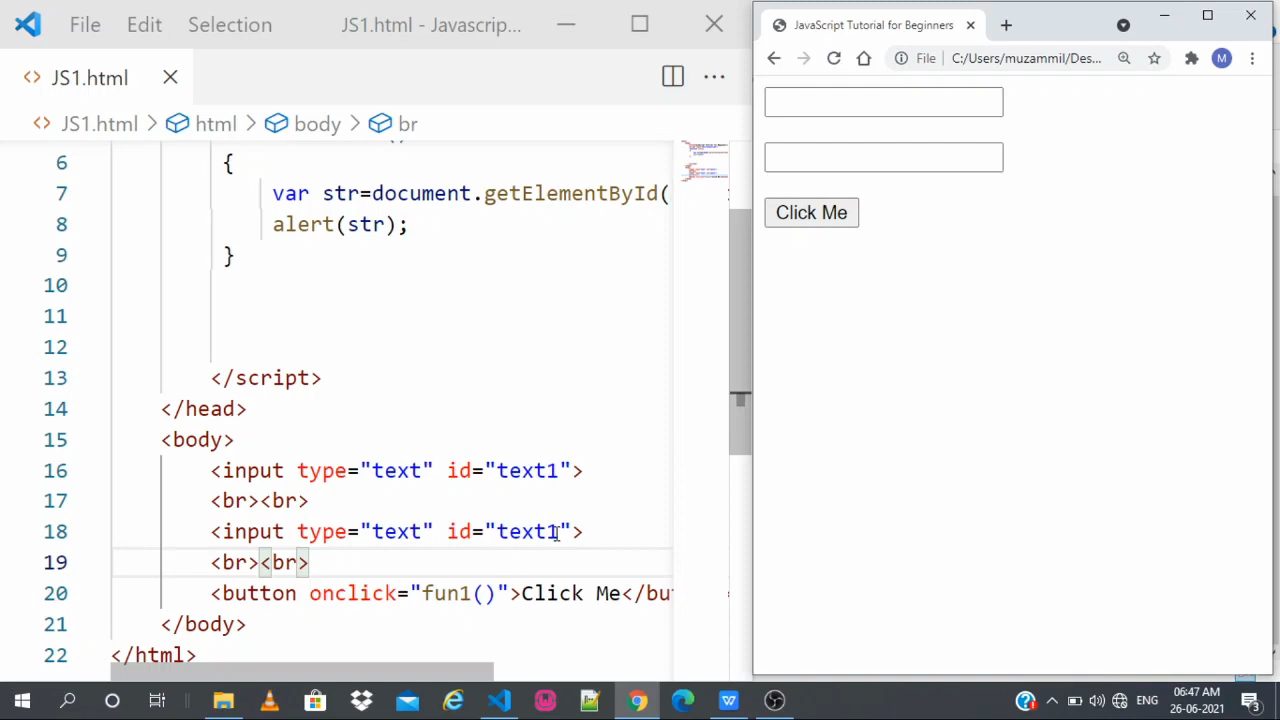 File Edit Selection JS1.html - Javascrip...
JS1.html
JS1.html > html > body > br
6 {
7 var str=document.getElementById(
8 alert(str);
9 }
10
11
12
13 </script>
14 </head>
15 <body>
16 <input type="text" id="text1">
17 <br><br>
18 <input type="text" id="text1">
19 <br><br>
20 <button onclick="fun1()">Click Me</but
21 </body>
22 </html>
JavaScript Tutorial for Beginners
File C:/Users/muzammil/Des... M
Click Me
ENG
06:47 AM
26-06-2021
3